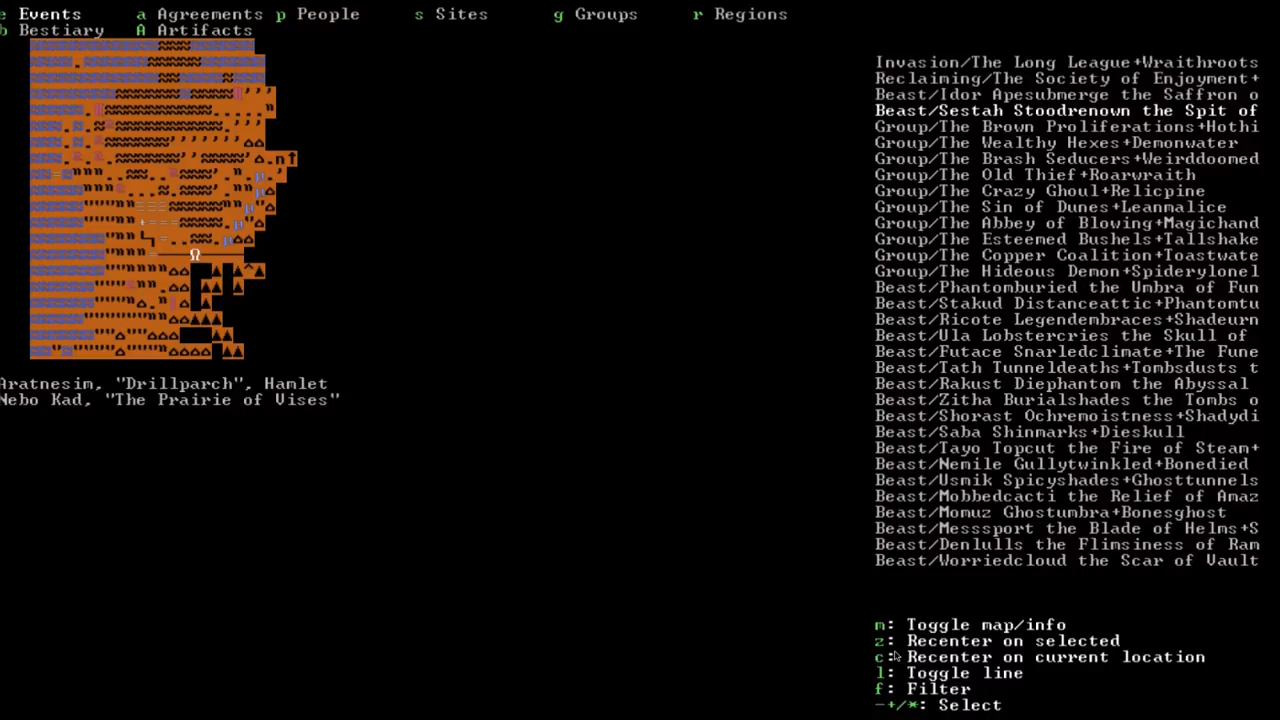 e Events a Agreements p People s Sites g Groups r Regions
b Bestiary A Artifacts
Invasion/The Long League+Wraithroots
Reclaiming/The Society of Enjoyment+
Beast/Idor Apesubmerge the Saffron o
Beast/Sestah Stoodrenown the Spit of
Group/The Brown Proliferations+Hothi
Group/The Wealthy Hexes+Demonwater
Group/The Brash Seducers+Weirddoomed
Group/The Old Thief+Roarwraith
Group/The Crazy Ghoul+Relicpine
Group/The Sin of Dunes+Leanmalice
Group/The Abbey of Blowing+Magichand
Group/The Esteemed Bushels+Tallshake
Group/The Copper Coalition+Toastwate
Group/The Hideous Demon+Spiderylonel
Beast/Phantomburied the Umbra of Fun
Beast/Stakud Distanceattic+Phantomtu
Beast/Ricote Legendembraces+Shadeurn
Beast/Ula Lobstercries the Skull of
Beast/Futace Snarledclimate+The Fune
Beast/Tath Tunneldeaths+Tombsdusts t
Beast/Rakust Diephantom the Abyssal
Beast/Zitha Burialshades the Tombs o
Beast/Shorast Ochremoistness+Shadydi
Beast/Saba Shinmarks+Dieskull
Beast/Tayo Topcut the Fire of Steam+
Beast/Nemile Gullytwinkled+Bonedied
Beast/Usmik Spicyshades+Ghosttunnels
Beast/Mobbedcacti the Relief of Amaz
Beast/Momuz Ghostumbra+Bonesghost
Beast/Messsport the Blade of Helms+S
Beast/Denlulls the Flimsiness of Ram
Beast/Worriedcloud the Scar of Vault
Aratnesim, "Drillparch", Hamlet
Nebo Kad, "The Prairie of Vises"
m: Toggle map/info
z: Recenter on selected
c: Recenter on current location
l: Toggle line
f: Filter
-+/*: Select